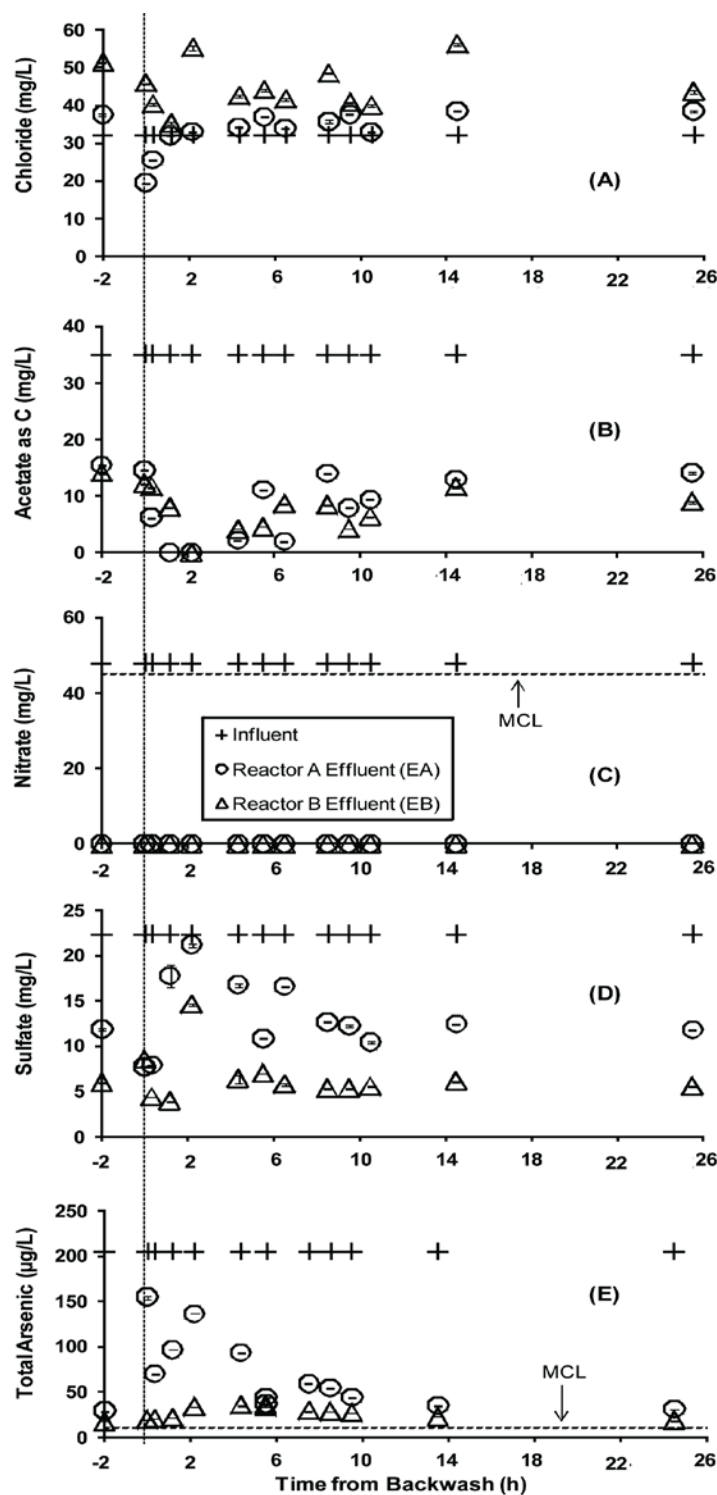 60
50
40
30
20
10
0
Chloride (mg/L)
(A)
-2 2 6 10 14 18 22 26
40
30
20
10
0
Acetate as C (mg/L)
(B)
-2 2 6 10 14 18 22 26
60
40
20
0
Nitrate (mg/L)
MCL
Influent
Reactor A Effluent (EA)
Reactor B Effluent (EB)
(C)
-2 2 6 10 14 18 22 26
25
20
15
10
5
0
Sulfate (mg/L)
(D)
-2 2 6 10 14 18 22 26
250
200
150
100
50
0
Total Arsenic (µg/L)
(E)
MCL
-2 2 6 10 14 18 22 26
Time from Backwash (h)